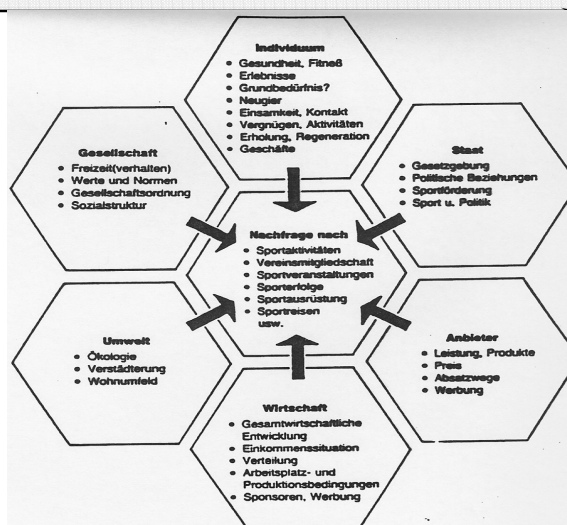 Individuum
• Gesundheit, Fitneß
• Erlebnisse
• Grundbedürfnis?
• Neugier
• Einsamkeit, Kontakt
• Vergnügen, Aktivitäten
• Erholung, Regeneration
• Geschäfte
Gesellschaft
• Freizeit(verhalten)
• Werte und Normen
• Gesellschaftsordnung
• Sozialstruktur
Staat
• Gesetzgebung
• Politische Beziehungen
• Sportförderung
• Sport u. Politik
Nachfrage nach
• Sportaktivitäten
• Vereinsmitgliedschaft
• Sportveranstaltungen
• Sporterfolge
• Sportausrüstung
• Sportreisen
usw.
Umwelt
• Ökologie
• Verstädterung
• Wohnumfeld
Anbieter
• Leistung, Produkte
• Preis
• Absatzwege
• Werbung
Wirtschaft
• Gesamtwirtschaftliche
Entwicklung
• Einkommenssituation
• Verteilung
• Arbeitsplatz- und
Produktionsbedingungen
• Sponsoren, Werbung